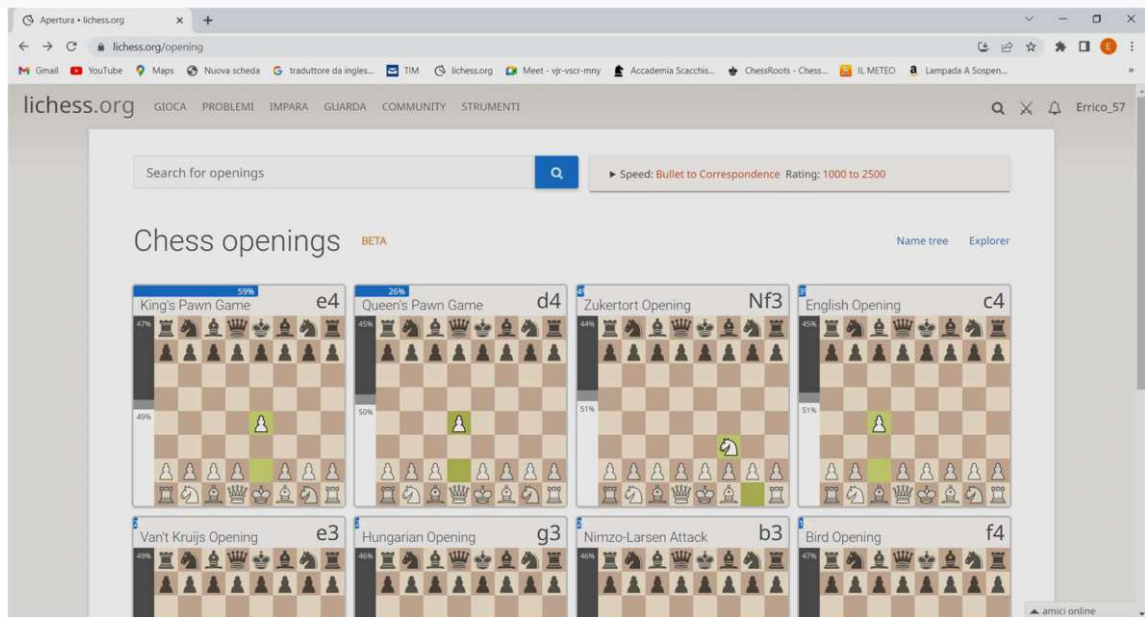 Apertura • lichess.org
lichess.org/opening
Gmail YouTube Maps Nuova scheda traduttore da ingles... TIM lichess.org Meet - vjr-vscr-mny Accademia Scacchis... ChessRoots - Chess... IL METEO Lampada A Sospen...
lichess.org GIOCA PROBLEMI IMPARA GUARDA COMMUNITY STRUMENTI Errico_57
Search for openings
▶ Speed: Bullet to Correspondence Rating: 1000 to 2500
Chess openings BETA Name tree Explorer
59% 26%
King's Pawn Game e4 Queen's Pawn Game d4 Zukertort Opening Nf3 English Opening c4
47% 45% 44% 45%
49% 50% 51% 51%
Van't Kruijs Opening e3 Hungarian Opening g3 Nimzo-Larsen Attack b3 Bird Opening f4
49% 46% 46% 47%
amici online